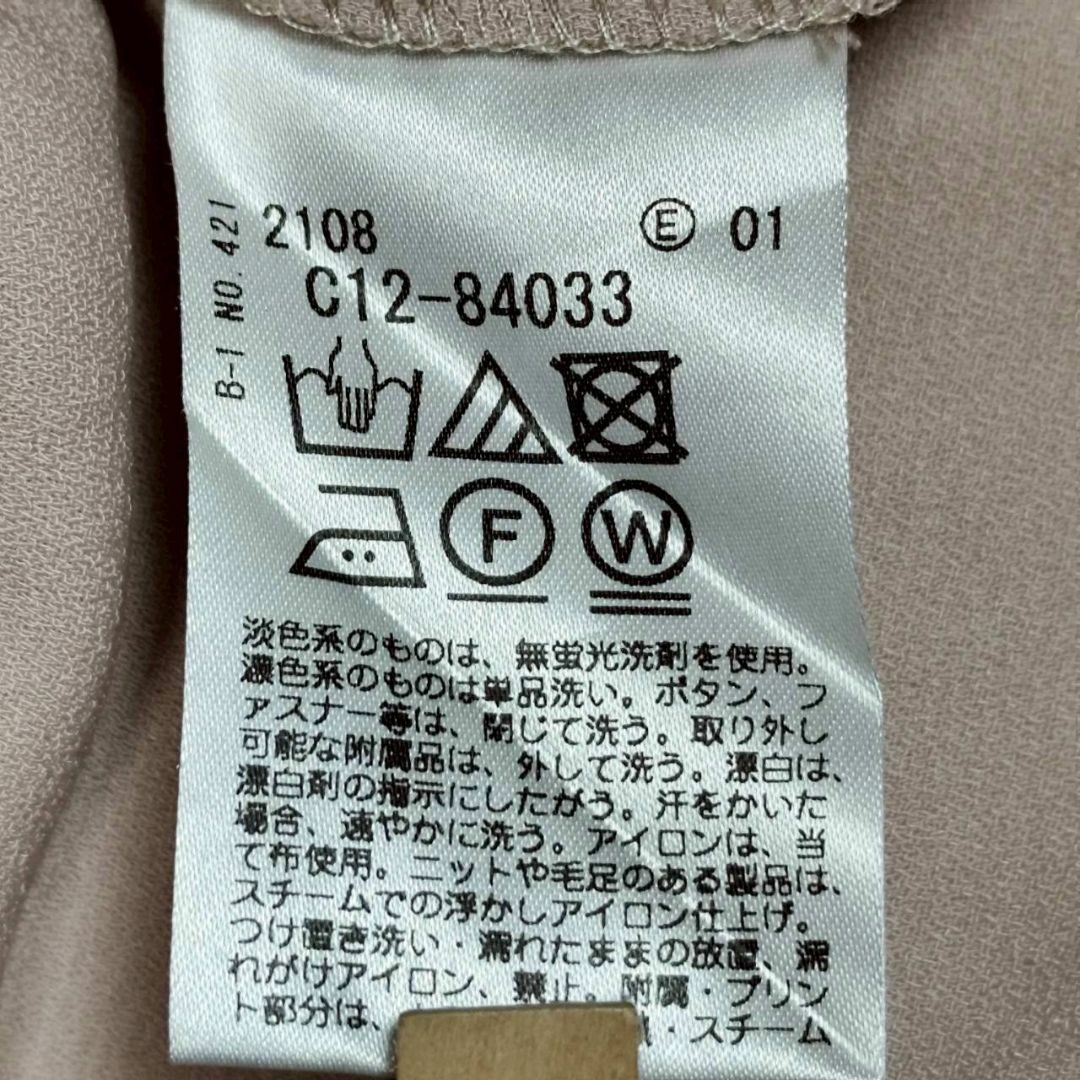 B-1 NO. 421
2108 Ⓔ 01
C12-84033
F W
淡色系のものは、無蛍光洗剤を使用。
濃色系のものは単品洗い。ボタン、フ
ァスナー等は、閉じて洗う。取り外し
可能な附属品は、外して洗う。漂白は、
漂白剤の指示にしたがう。汗をかいた
場合、速やかに洗う。アイロンは、当
て布使用。ニットや毛足のある製品は、
スチームでの浮かしアイロン仕上げ。
つけ置き洗い・濡れたままの放置、濡
れがけアイロン、禁止。附属・プリン
ト部分は、 ・スチーム